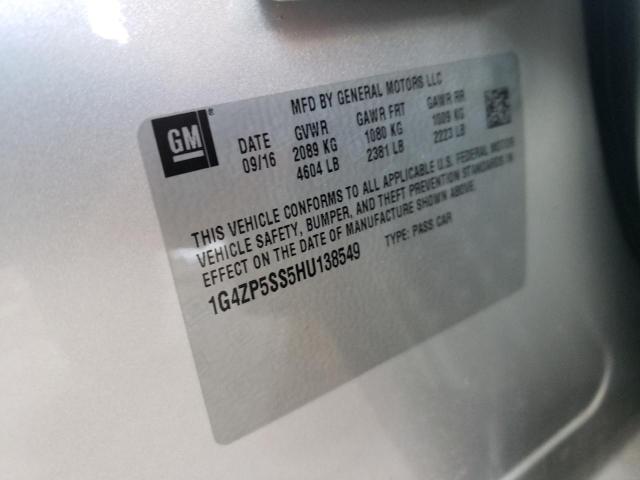 MFD BY GENERAL MOTORS LLC
GM®
DATE GVWR GAWR FRT GAWR RR
09/16 2089 KG 1080 KG 1009 KG
4604 LB 2381 LB 2223 LB
THIS VEHICLE CONFORMS TO ALL APPLICABLE U.S. FEDERAL MOTOR
VEHICLE SAFETY, BUMPER, AND THEFT PREVENTION STANDARDS IN
EFFECT ON THE DATE OF MANUFACTURE SHOWN ABOVE.
1G4ZP5SS5HU138549 TYPE: PASS CAR